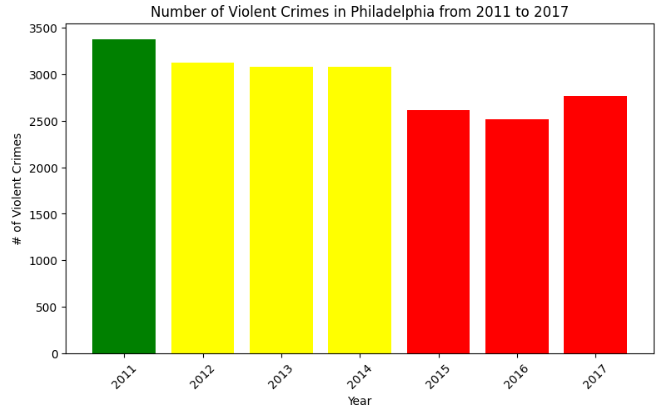 Number of Violent Crimes in Philadelphia from 2011 to 2017
3500
3000
2500
2000
1500
1000
500
0
# of Violent Crimes
2011 2012 2013 2014 2015 2016 2017
Year